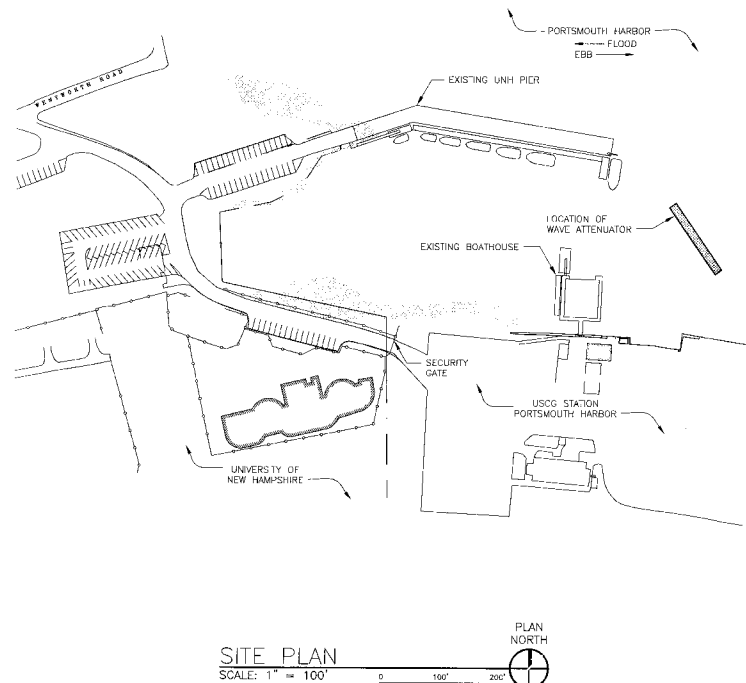 PORTSMOUTH HARBOR
FLOOD
EBB
WENTWORTH ROAD
EXISTING UNH PIER
LOCATION OF
WAVE ATTENUATOR
EXISTING BOATHOUSE
SECURITY
GATE
USCG STATION
PORTSMOUTH HARBOR
UNIVERSITY OF
NEW HAMPSHIRE
PLAN
NORTH
SITE PLAN
SCALE: 1" = 100'
0 100' 200'